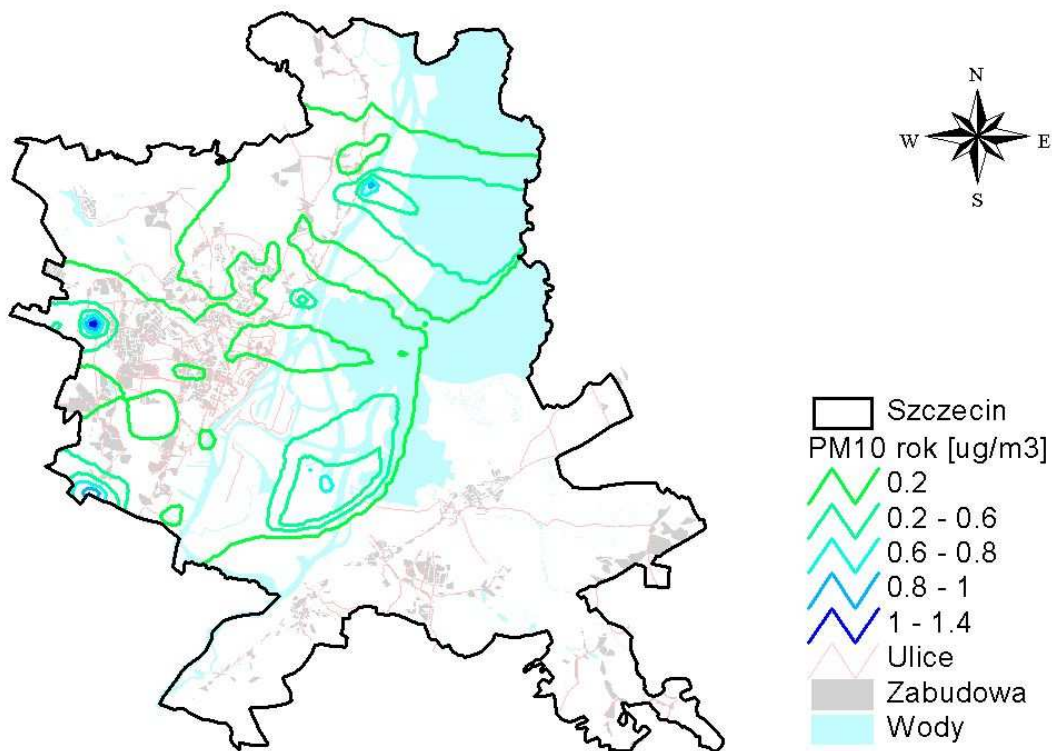 N
W E
S
Szczecin
PM10 rok [ug/m3]
0.2
0.2 - 0.6
0.6 - 0.8
0.8 - 1
1 - 1.4
Ulice
Zabudowa
Wody